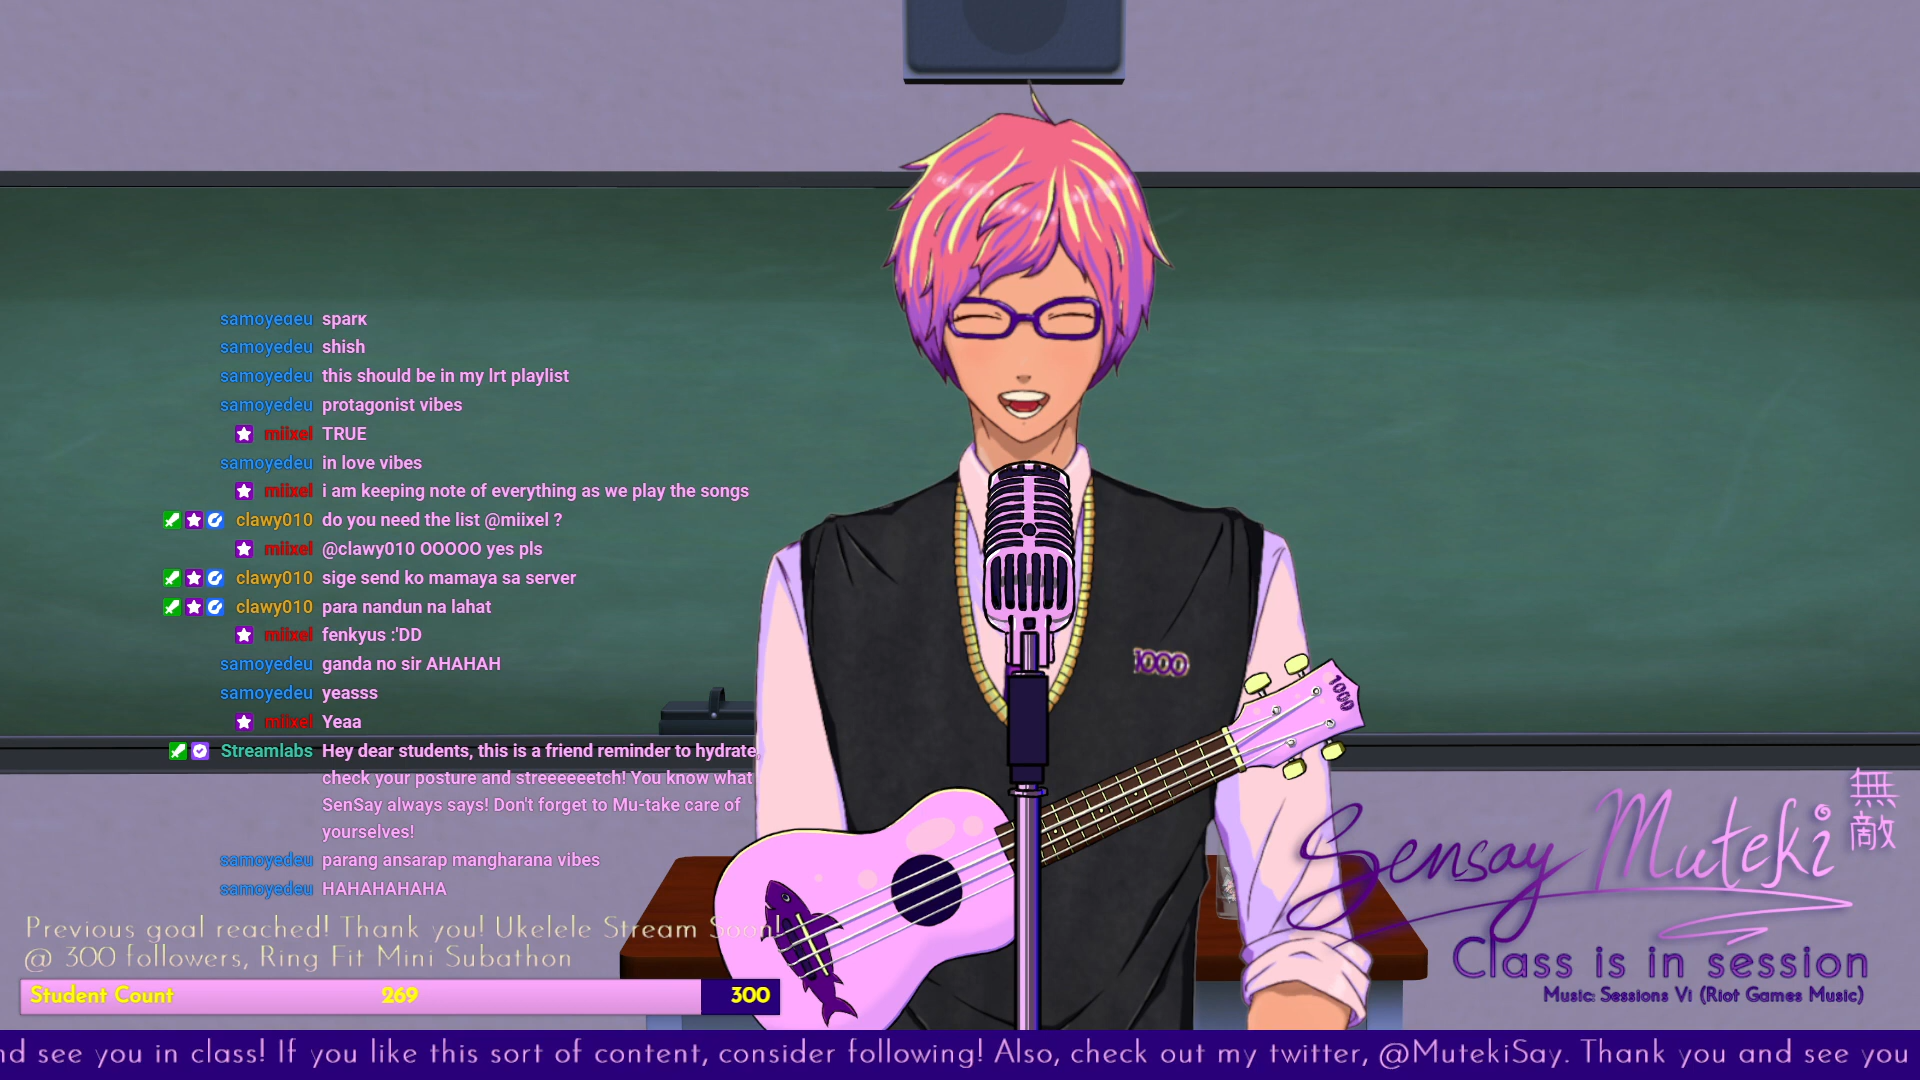 samoyedeu spark
samoyedeu shish
samoyedeu this should be in my lrt playlist
samoyedeu protagonist vibes
miixel TRUE
samoyedeu in love vibes
miixel i am keeping note of everything as we play the songs
clawy010 do you need the list @miixel ?
miixel @clawy010 OOOOO yes pls
clawy010 sige send ko mamaya sa server
clawy010 para nandun na lahat
miixel fenkyus :'DD
samoyedeu ganda no sir AHAHAH
samoyedeu yeasss
miixel Yeaa
Streamlabs Hey dear students, this is a friend reminder to hydrate,
check your posture and streeeeeetch! You know what
SenSay always says! Don't forget to Mu-take care of
yourselves!
samoyedeu parang ansarap mangharana vibes
samoyedeu HAHAHAHAHA
Previous goal reached! Thank you! Ukelele Stream Soon!
@ 300 followers, Ring Fit Mini Subathon
Student Count 269 300
1000
1000
Sensay Muteki 無敵
Class is in session
Music: Sessions Vi (Riot Games Music)
nd see you in class! If you like this sort of content, consider following! Also, check out my twitter, @MutekiSay. Thank you and see you